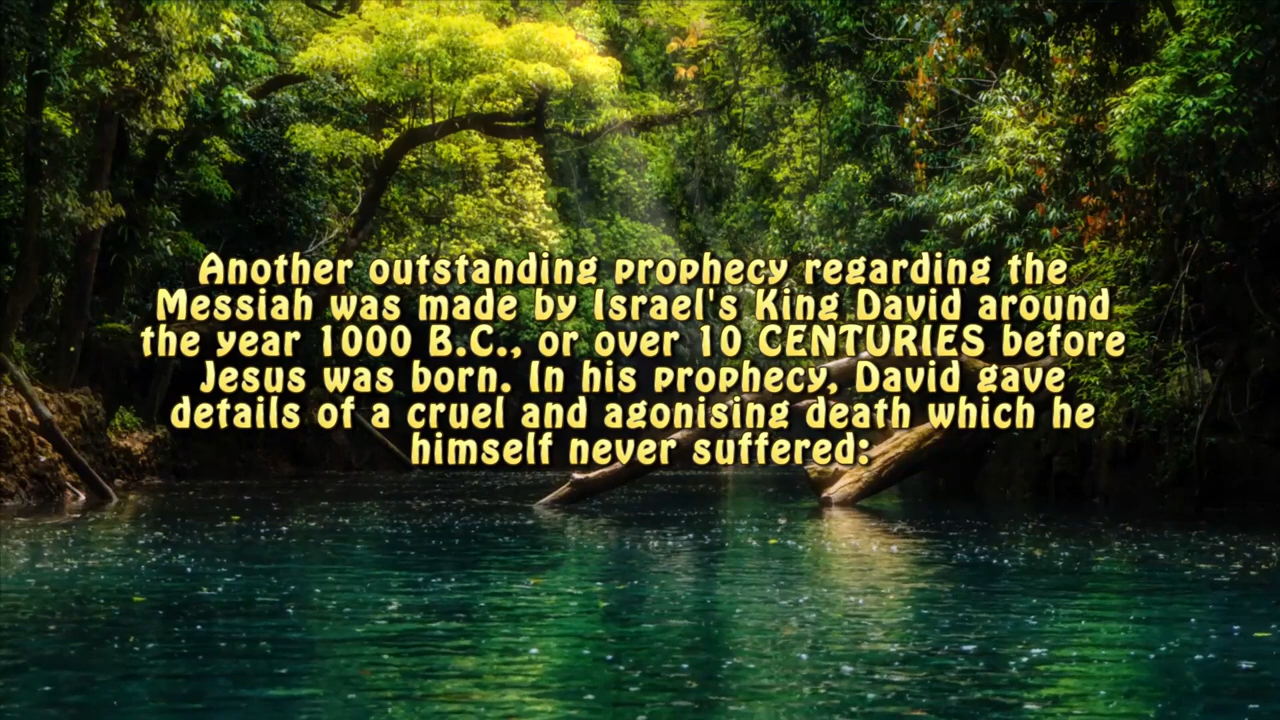 Another outstanding prophecy regarding the
Messiah was made by Israel's King David around
the year 1000 B.C., or over 10 CENTURIES before
Jesus was born. In his prophecy, David gave
details of a cruel and agonising death which he
himself never suffered: